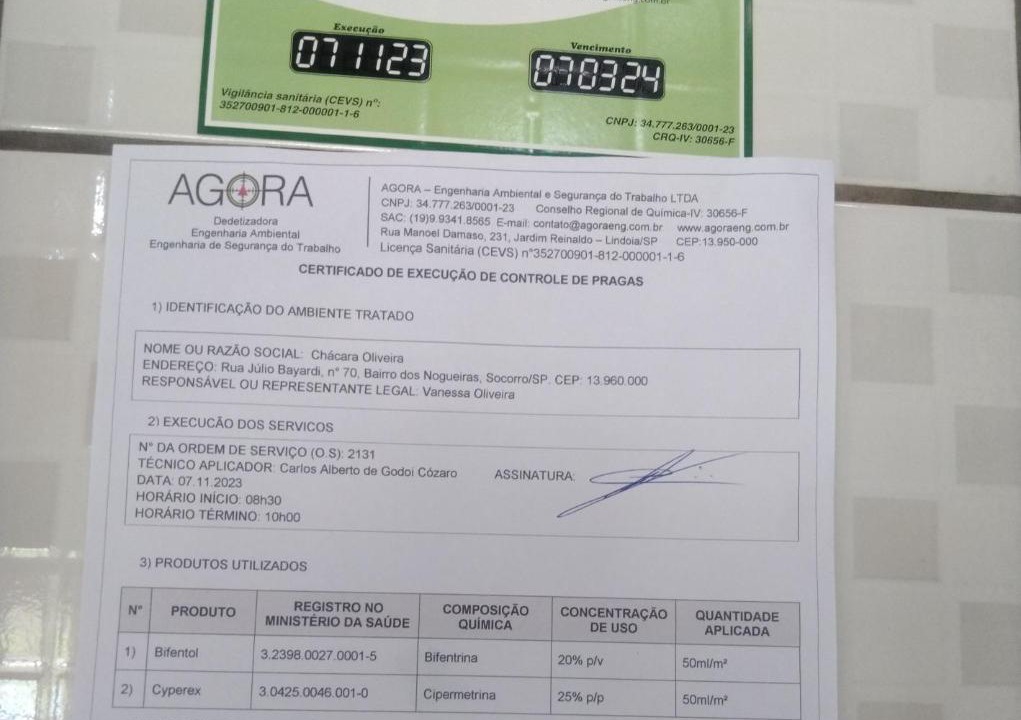 Execução
071123
Vencimento
070324
Vigilância sanitária (CEVS) nº:
352700901-812-000001-1-6
CNPJ: 34.777.263/0001-23
CRQ-IV: 30656-F
AGORA
Dedetizadora
Engenharia Ambiental
Engenharia de Segurança do Trabalho
AGORA – Engenharia Ambiental e Segurança do Trabalho LTDA
CNPJ: 34.777.263/0001-23 Conselho Regional de Química-IV: 30656-F
SAC: (19)9.9341.8565 E-mail: contato@agoraeng.com.br www.agoraeng.com.br
Rua Manoel Damaso, 231, Jardim Reinaldo – Lindoia/SP CEP:13.950-000
Licença Sanitária (CEVS) n°352700901-812-000001-1-6
CERTIFICADO DE EXECUÇÃO DE CONTROLE DE PRAGAS
1) IDENTIFICAÇÃO DO AMBIENTE TRATADO
NOME OU RAZÃO SOCIAL: Chácara Oliveira
ENDEREÇO: Rua Júlio Bayardi, n° 70, Bairro dos Nogueiras, Socorro/SP. CEP: 13.960.000
RESPONSÁVEL OU REPRESENTANTE LEGAL: Vanessa Oliveira
2) EXECUCÃO DOS SERVICOS
N° DA ORDEM DE SERVIÇO (O.S): 2131
TÉCNICO APLICADOR: Carlos Alberto de Godoi Cózaro ASSINATURA:
DATA: 07.11.2023
HORÁRIO INÍCIO: 08h30
HORÁRIO TÉRMINO: 10h00
3) PRODUTOS UTILIZADOS
N° PRODUTO REGISTRO NO MINISTÉRIO DA SAÚDE COMPOSIÇÃO QUÍMICA CONCENTRAÇÃO DE USO QUANTIDADE APLICADA
1) Bifentol 3.2398.0027.0001-5 Bifentrina 20% p/v 50ml/m²
2) Cyperex 3.0425.0046.001-0 Cipermetrina 25% p/p 50ml/m²